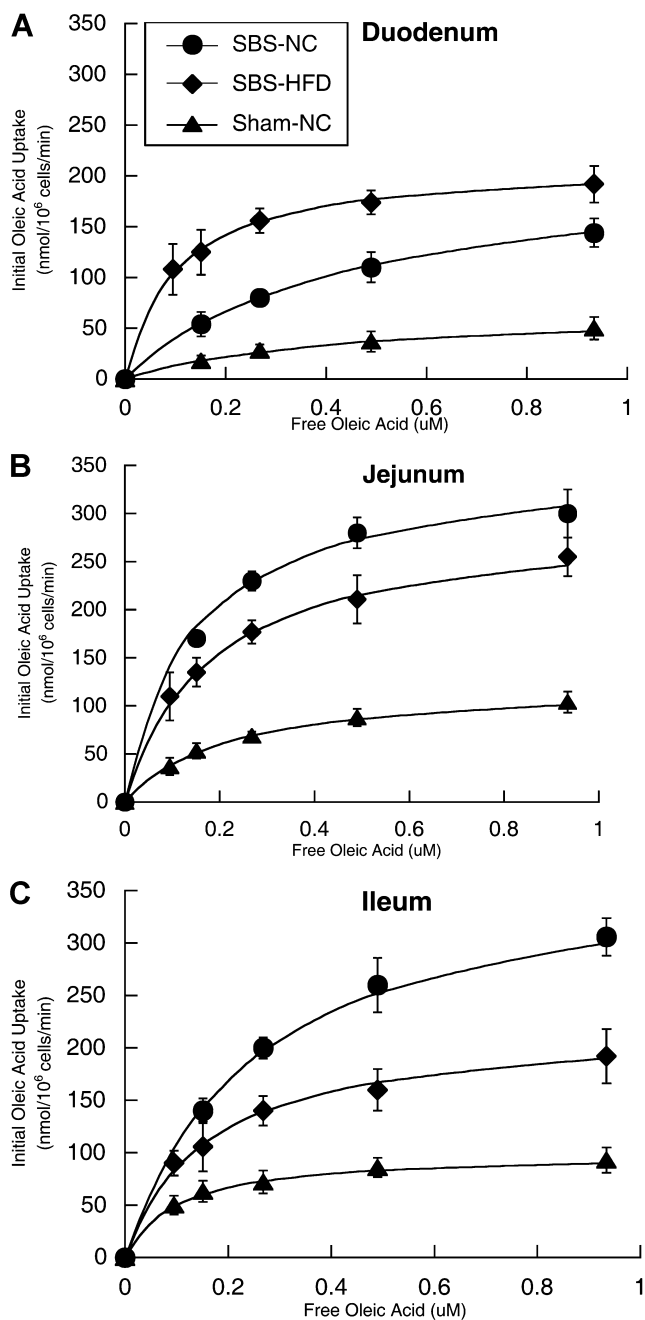 A
Duodenum
SBS-NC
SBS-HFD
Sham-NC
350
300
250
200
150
100
50
0
Initial Oleic Acid Uptake
(nmol/10⁶ cells/min)
0 0.2 0.4 0.6 0.8 1
Free Oleic Acid (uM)
B
Jejunum
350
300
250
200
150
100
50
0
Initial Oleic Acid Uptake
(nmol/10⁶ cells/min)
0 0.2 0.4 0.6 0.8 1
Free Oleic Acid (uM)
C
Ileum
350
300
250
200
150
100
50
0
Initial Oleic Acid Uptake
(nmol/10⁶ cells/min)
0 0.2 0.4 0.6 0.8 1
Free Oleic Acid (uM)